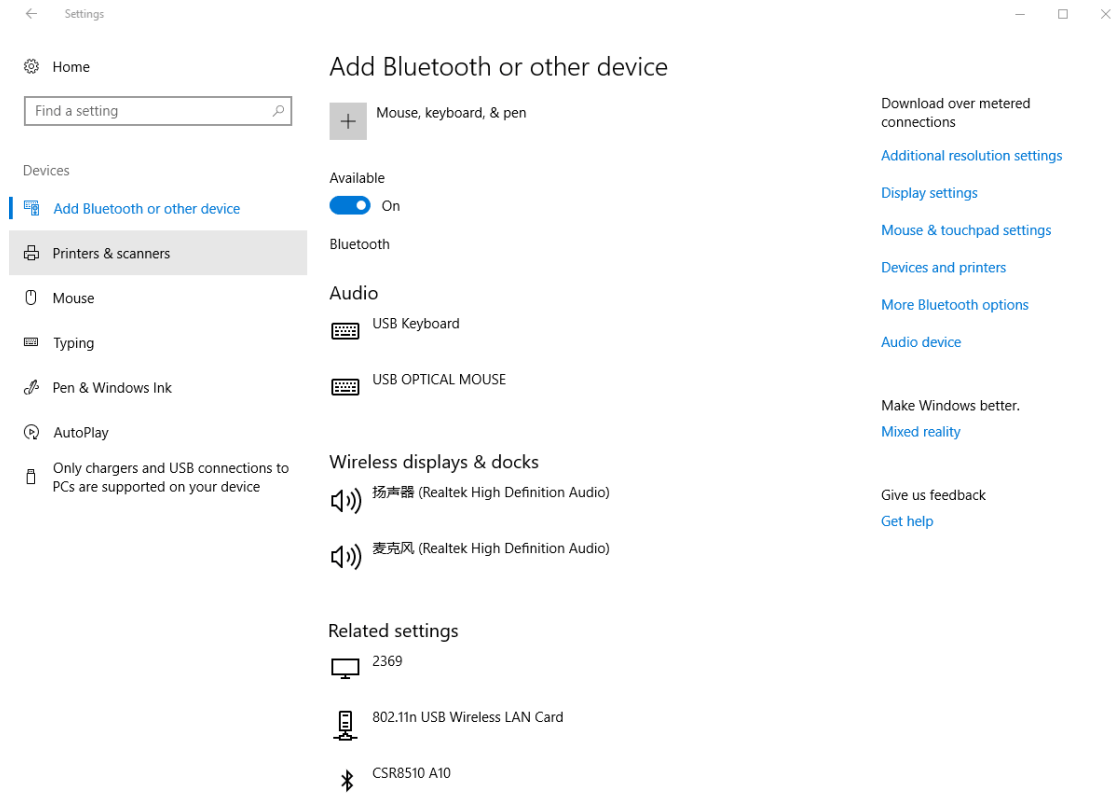 Settings
Home
Find a setting
Devices
Add Bluetooth or other device
Printers & scanners
Mouse
Typing
Pen & Windows Ink
AutoPlay
Only chargers and USB connections to
PCs are supported on your device
Add Bluetooth or other device
Mouse, keyboard, & pen
Available
On
Bluetooth
Audio
USB Keyboard
USB OPTICAL MOUSE
Wireless displays & docks
扬声器 (Realtek High Definition Audio)
麦克风 (Realtek High Definition Audio)
Related settings
2369
802.11n USB Wireless LAN Card
CSR8510 A10
Download over metered
connections
Additional resolution settings
Display settings
Mouse & touchpad settings
Devices and printers
More Bluetooth options
Audio device
Make Windows better.
Mixed reality
Give us feedback
Get help